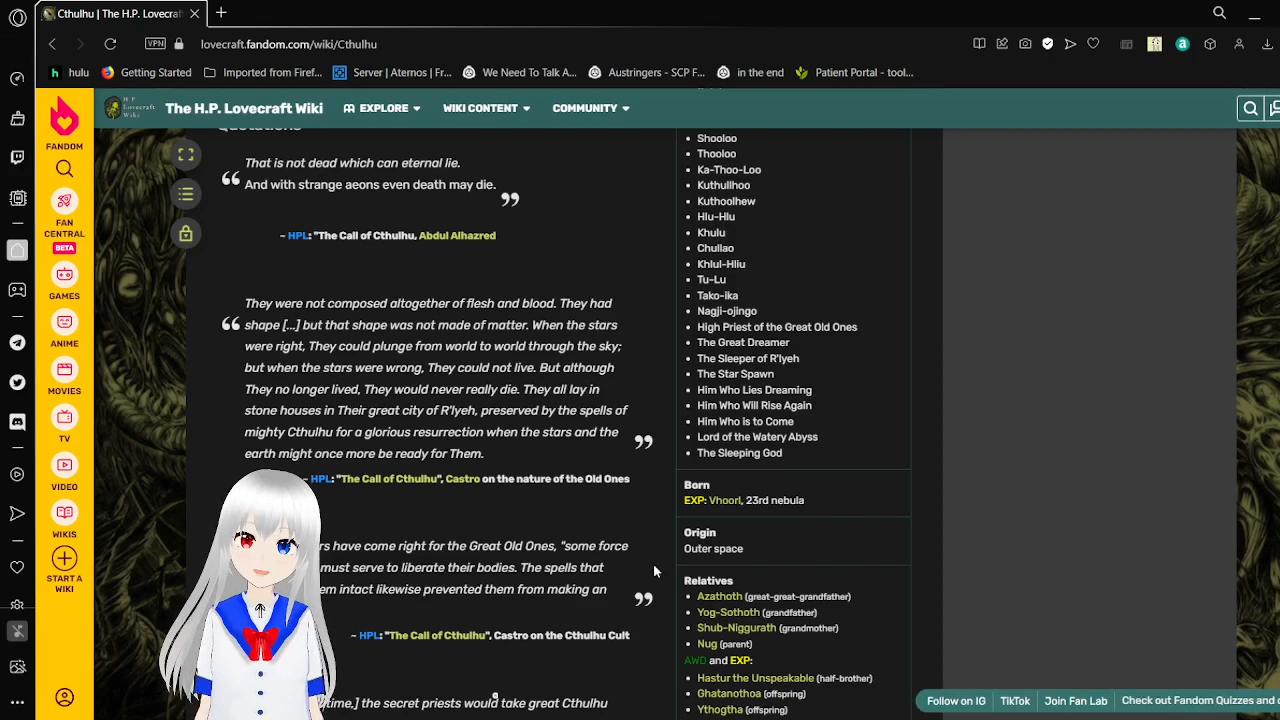 Cthulhu | The H.P. Lovecraft
VPN
lovecraft.fandom.com/wiki/Cthulhu
hulu
Getting Started
Imported from Firef...
Server | Aternos | Fr...
We Need To Talk A...
Austringers - SCP F...
in the end
Patient Portal - tool...
The H.P. Lovecraft Wiki
EXPLORE
WIKI CONTENT
COMMUNITY
FANDOM
FAN
CENTRAL
BETA
GAMES
ANIME
MOVIES
TV
VIDEO
WIKIS
START A
WIKI
Quotations
That is not dead which can eternal lie.
And with strange aeons even death may die.
~ HPL: "The Call of Cthulhu, Abdul Alhazred
They were not composed altogether of flesh and blood. They had
shape [...] but that shape was not made of matter. When the stars
were right, They could plunge from world to world through the sky;
but when the stars were wrong, They could not live. But although
They no longer lived, They would never really die. They all lay in
stone houses in Their great city of R'lyeh, preserved by the spells of
mighty Cthulhu for a glorious resurrection when the stars and the
earth might once more be ready for Them.
~ HPL: "The Call of Cthulhu", Castro on the nature of the Old Ones
have come right for the Great Old Ones, "some force
must serve to liberate their bodies. The spells that
intact likewise prevented them from making an
~ HPL: "The Call of Cthulhu", Castro on the Cthulhu Cult
time,] the secret priests would take great Cthulhu
Shooloo
Thooloo
Ka-Thoo-Loo
Kuthullhoo
Kuthoolhew
Hlu-Hlu
Khulu
Chullao
Khlul-Hliu
Tu-Lu
Tako-ika
Nagji-ojingo
High Priest of the Great Old Ones
The Great Dreamer
The Sleeper of R'lyeh
The Star Spawn
Him Who Lies Dreaming
Him Who Will Rise Again
Him Who is to Come
Lord of the Watery Abyss
The Sleeping God
Born
EXP: Vhoorl, 23rd nebula
Origin
Outer space
Relatives
Azathoth (great-great-grandfather)
Yog-Sothoth (grandfather)
Shub-Niggurath (grandmother)
Nug (parent)
AWD and EXP:
Hastur the Unspeakable (half-brother)
Ghatanothoa (offspring)
Ythogtha (offspring)
Follow on IG
TikTok
Join Fan Lab
Check out Fandom Quizzes and